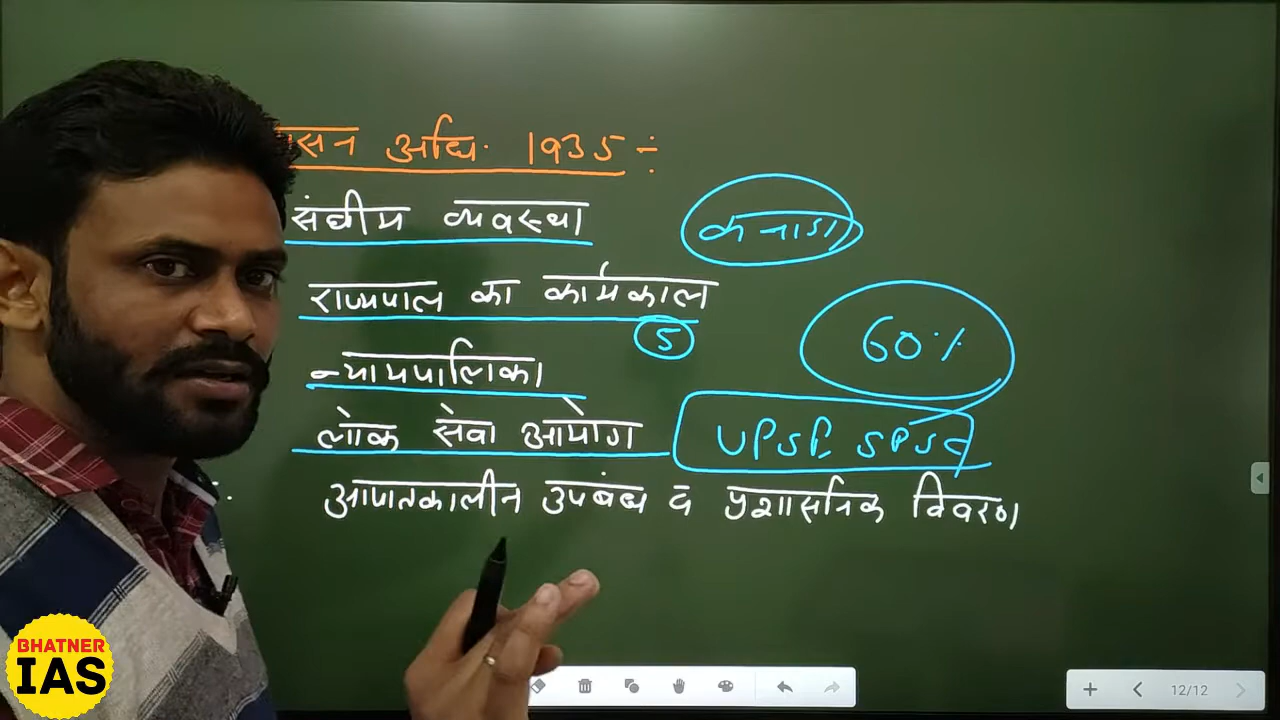 सन अधि. 1935 ÷
संघीय व्यवस्था
कनाडा
राज्यपाल का कार्यकाल
5
60%
न्यायपालिका
लोक सेवा आयोग
UPSC SPSC
आपातकालीन उपबंध व प्रशासनिक विवरण
BHATNER
IAS
12/12